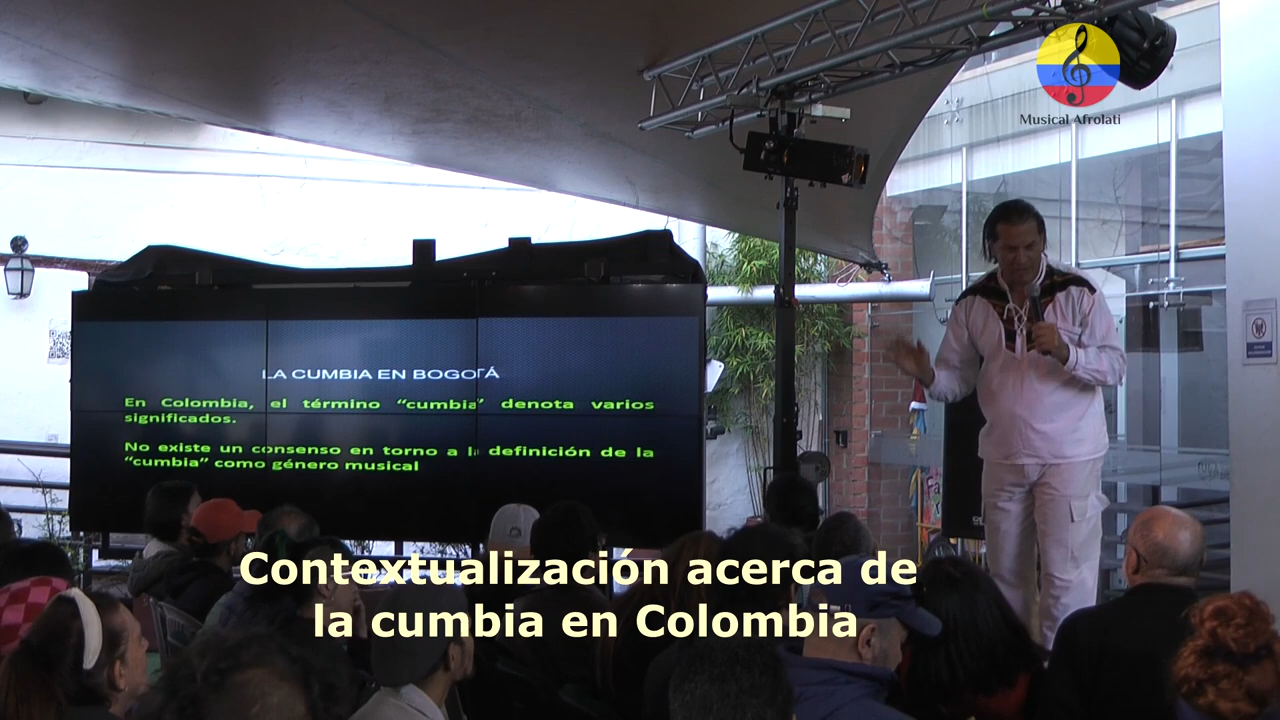 Musical Afrolati
LA CUMBIA EN BOGOTÁ
En Colombia, el término “cumbia” denota varios
significados.
No existe un consenso en torno a la definición de la
“cumbia” como género musical
Contextualización acerca de
la cumbia en Colombia